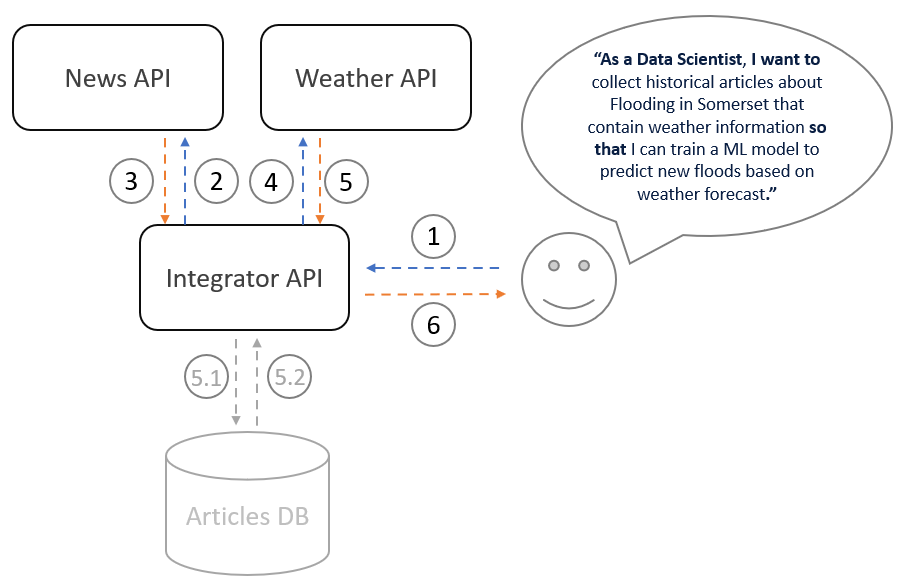 News API
Weather API
“As a Data Scientist, I want to
collect historical articles about
Flooding in Somerset that
contain weather information so
that I can train a ML model to
predict new floods based on
weather forecast.”
3
2
4
5
1
Integrator API
6
5.1
5.2
Articles DB